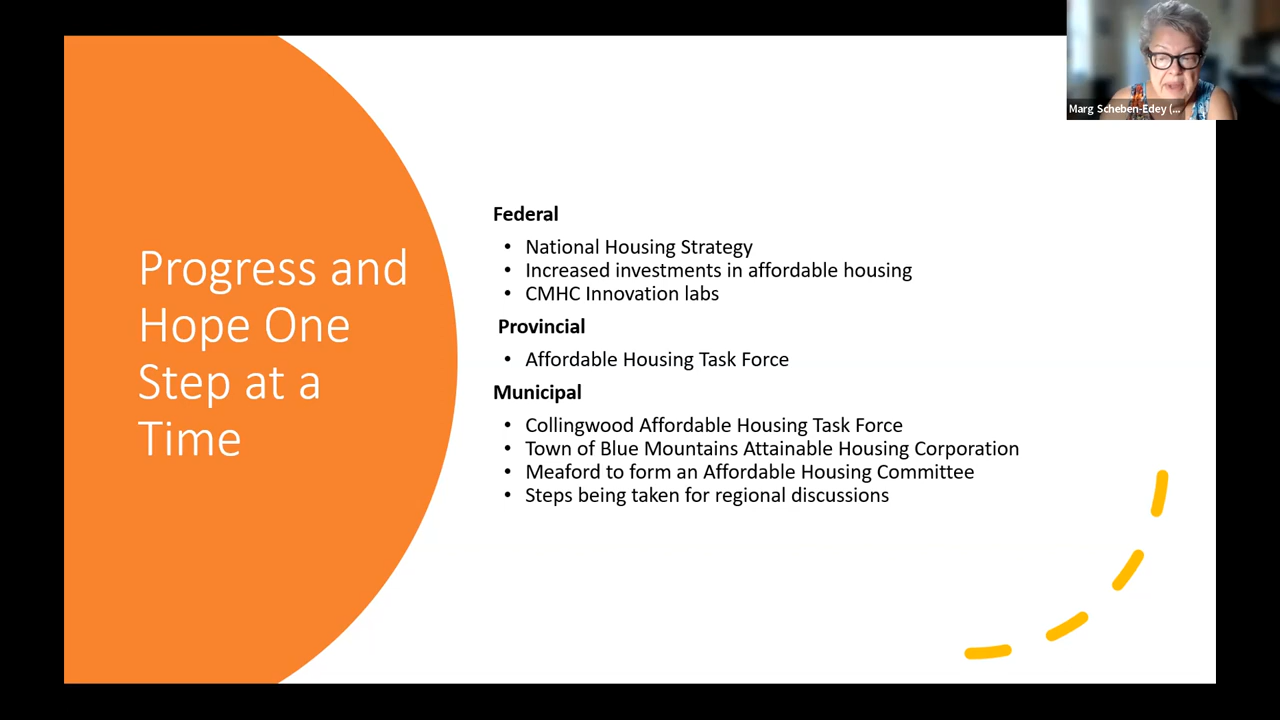 Marg Scheben-Edey (...
Progress and
Hope One
Step at a
Time
Federal
• National Housing Strategy
• Increased investments in affordable housing
• CMHC Innovation labs
Provincial
• Affordable Housing Task Force
Municipal
• Collingwood Affordable Housing Task Force
• Town of Blue Mountains Attainable Housing Corporation
• Meaford to form an Affordable Housing Committee
• Steps being taken for regional discussions